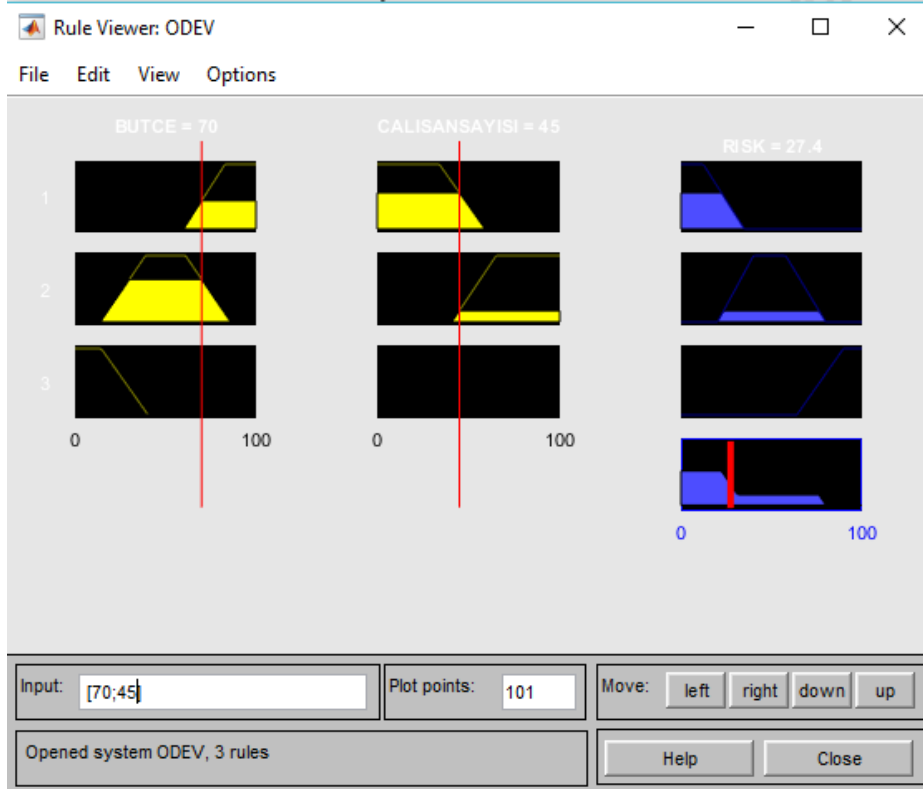 Rule Viewer: ODEV
File Edit View Options
BUTCE = 70 CALISANSAYISI = 45 RISK = 27.4
1
2
3
0 100 0 100
0 100
Input: [70;45] Plot points: 101 Move: left right down up
Opened system ODEV, 3 rules Help Close